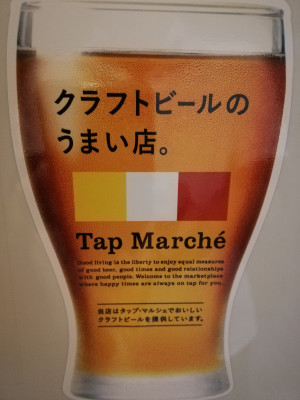 クラフトビールの
うまい店。
Tap Marché
Good living is the liberty to enjoy equal measures
of good beer, good times and good relationships
with good people. Welcome to the marketplace
where happy times are always on tap for you.
当店はタップ・マルシェでおいしい
クラフトビールを提供しています。